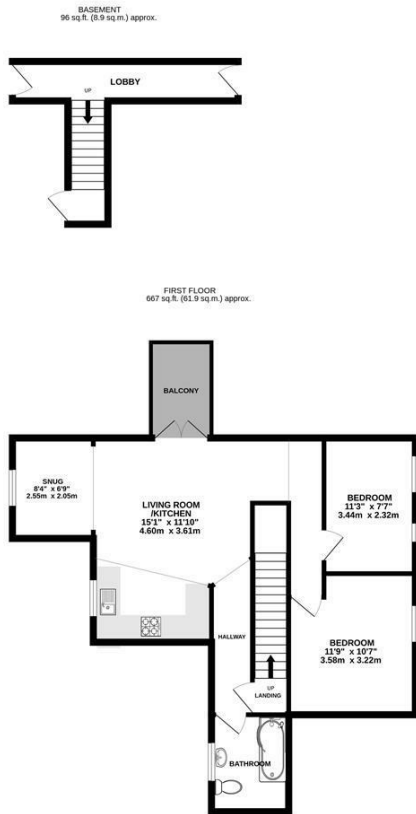 BASEMENT
96 sq.ft. (8.9 sq.m.) approx.
LOBBY
UP
FIRST FLOOR
667 sq.ft. (61.9 sq.m.) approx.
BALCONY
SNUG
8'4" x 6'9"
2.55m x 2.05m
LIVING ROOM
/KITCHEN
15'1" x 11'10"
4.60m x 3.61m
BEDROOM
11'3" x 7'7"
3.44m x 2.32m
HALLWAY
BEDROOM
11'9" x 10'7"
3.58m x 3.22m
UP
LANDING
BATHROOM